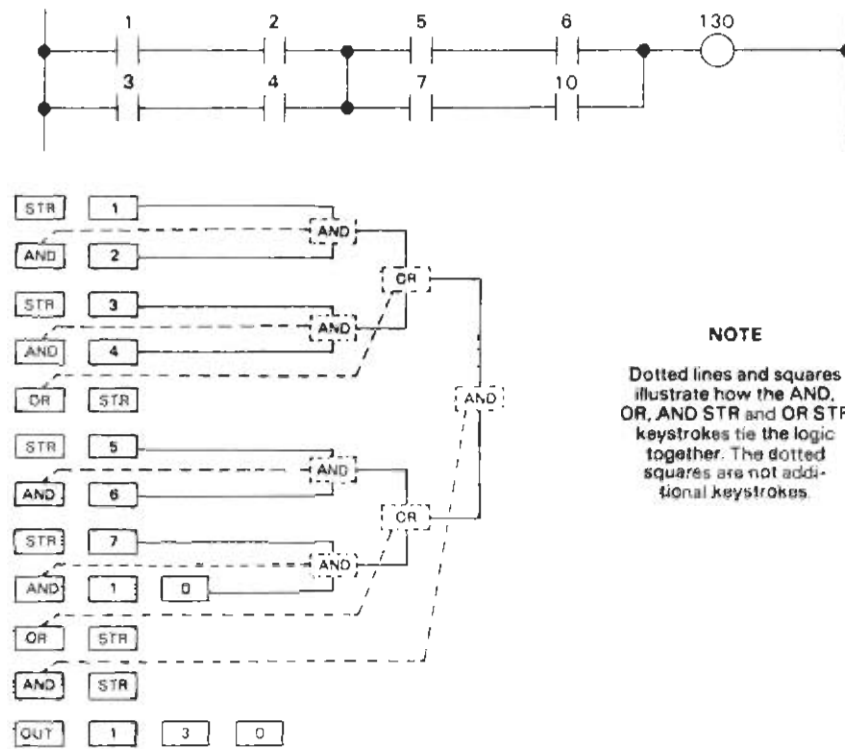 1 2 5 6 130
3 4 7 10
STR 1
AND
AND 2
OR
STR 3
AND
AND 4
OR STR
AND
STR 5
AND
AND 6
OR
STR 7
AND
AND 1 0
OR STR
AND STR
OUT 1 3 0
NOTE
Dotted lines and squares
illustrate how the AND,
OR, AND STR and OR STR
keystrokes tie the logic
together. The dotted
squares are not addi-
tional keystrokes.